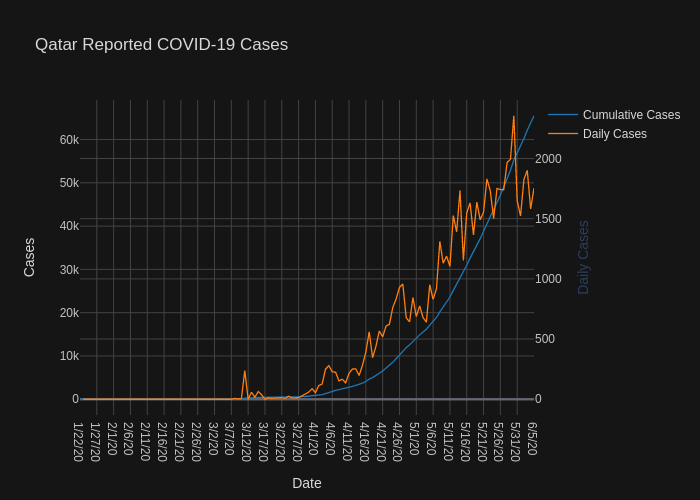 Qatar Reported COVID-19 Cases
Cumulative Cases
Daily Cases
60k
50k
40k
30k
20k
10k
0
2000
1500
1000
500
0
Cases
Daily Cases
1/22/20
1/27/20
2/1/20
2/6/20
2/11/20
2/16/20
2/21/20
2/26/20
3/2/20
3/7/20
3/12/20
3/17/20
3/22/20
3/27/20
4/1/20
4/6/20
4/11/20
4/16/20
4/21/20
4/26/20
5/1/20
5/6/20
5/11/20
5/16/20
5/21/20
5/26/20
5/31/20
6/5/20
Date